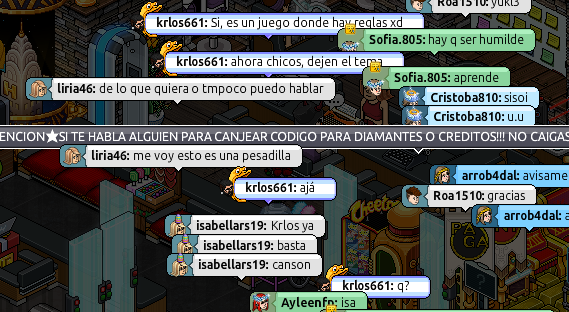 Roa1510: yuki3
krlos661: Si, es un juego donde hay reglas xd
Sofia.805: hay q ser humilde
krlos661: ahora chicos, dejen el tema
Sofia.805: aprende
liria46: de lo que quiera o tmpoco puedo hablar
Cristoba810: sisoi
Cristoba810: u.u
ENCION★SI TE HABLA ALGUIEN PARA CANJEAR CODIGO PARA DIAMANTES O CREDITOS!!! NO CAIGAS
liria46: me voy esto es una pesadilla
arrob4dal: avisame
krlos661: ajá
Roa1510: gracias
arrob4dal: a
isabellars19: Krlos ya
isabellars19: basta
isabellars19: canson
krlos661: q?
Ayleenfp: isa
Cheetos
PAGA